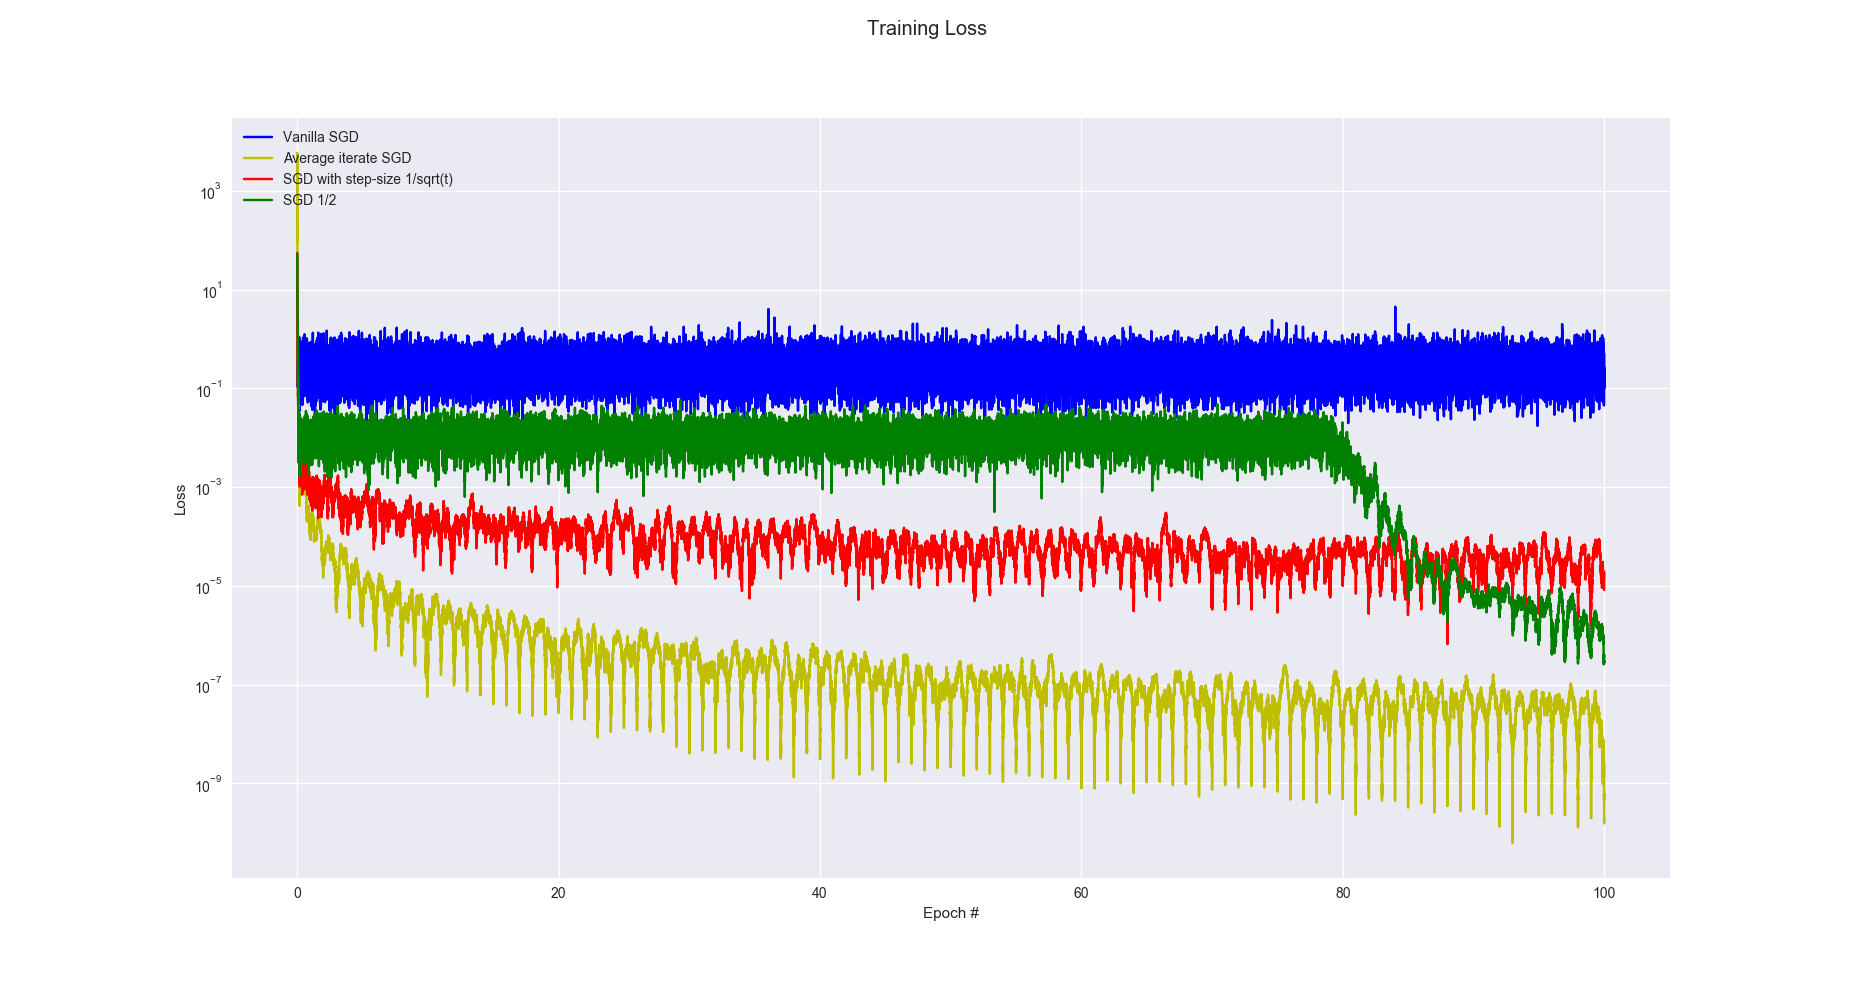 Training Loss
Vanilla SGD
Average iterate SGD
SGD with step-size 1/sqrt(t)
SGD 1/2
10^3
10^1
10^−1
10^−3
10^−5
10^−7
10^−9
Loss
0 20 40 60 80 100
Epoch #